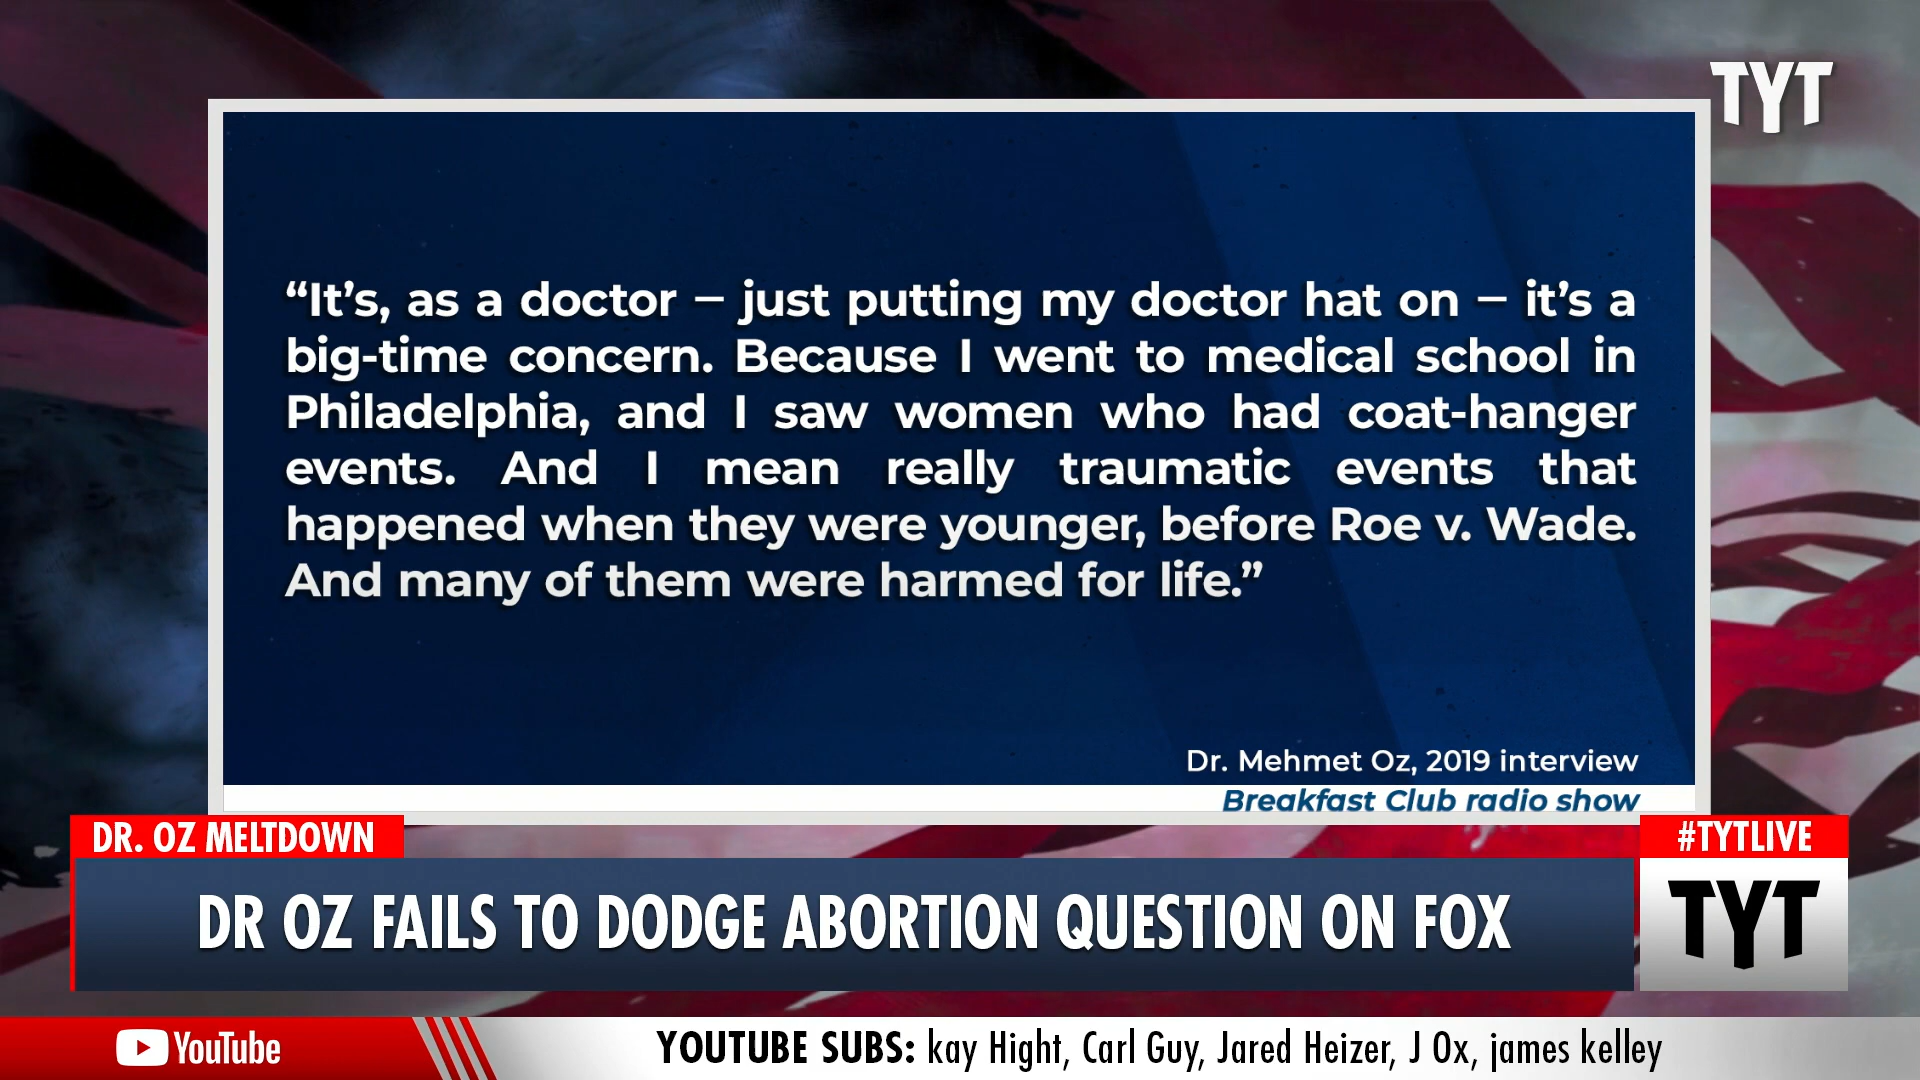 TYT
“It’s, as a doctor – just putting my doctor hat on – it’s a
big-time concern. Because I went to medical school in
Philadelphia, and I saw women who had coat-hanger
events. And I mean really traumatic events that
happened when they were younger, before Roe v. Wade.
And many of them were harmed for life.”
Dr. Mehmet Oz, 2019 interview
Breakfast Club radio show
DR. OZ MELTDOWN
#TYTLIVE
DR OZ FAILS TO DODGE ABORTION QUESTION ON FOX
TYT
YouTube
YOUTUBE SUBS: kay Hight, Carl Guy, Jared Heizer, J Ox, james kelley